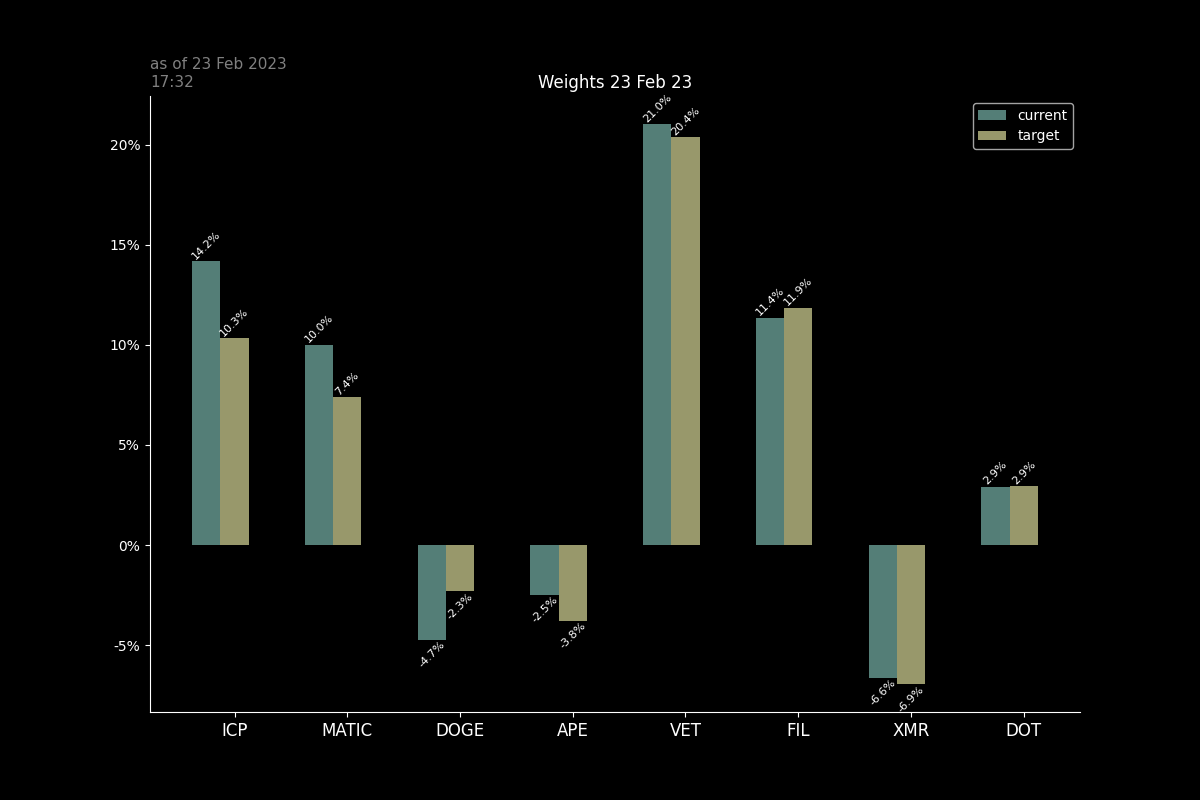 as of 23 Feb 2023
17:32
Weights 23 Feb 23
current
target
20%
15%
10%
5%
0%
-5%
14.2%
10.3%
10.0%
7.4%
-4.7%
-2.3%
-2.5%
-3.8%
21.0%
20.4%
11.4%
11.9%
-6.6%
-6.9%
2.9%
2.9%
ICP
MATIC
DOGE
APE
VET
FIL
XMR
DOT